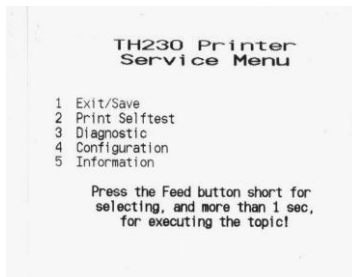 TH230 Printer
Service Menu
1 Exit/Save
2 Print Selftest
3 Diagnostic
4 Configuration
5 Information
Press the Feed button short for
selecting, and more than 1 sec,
for executing the topic!